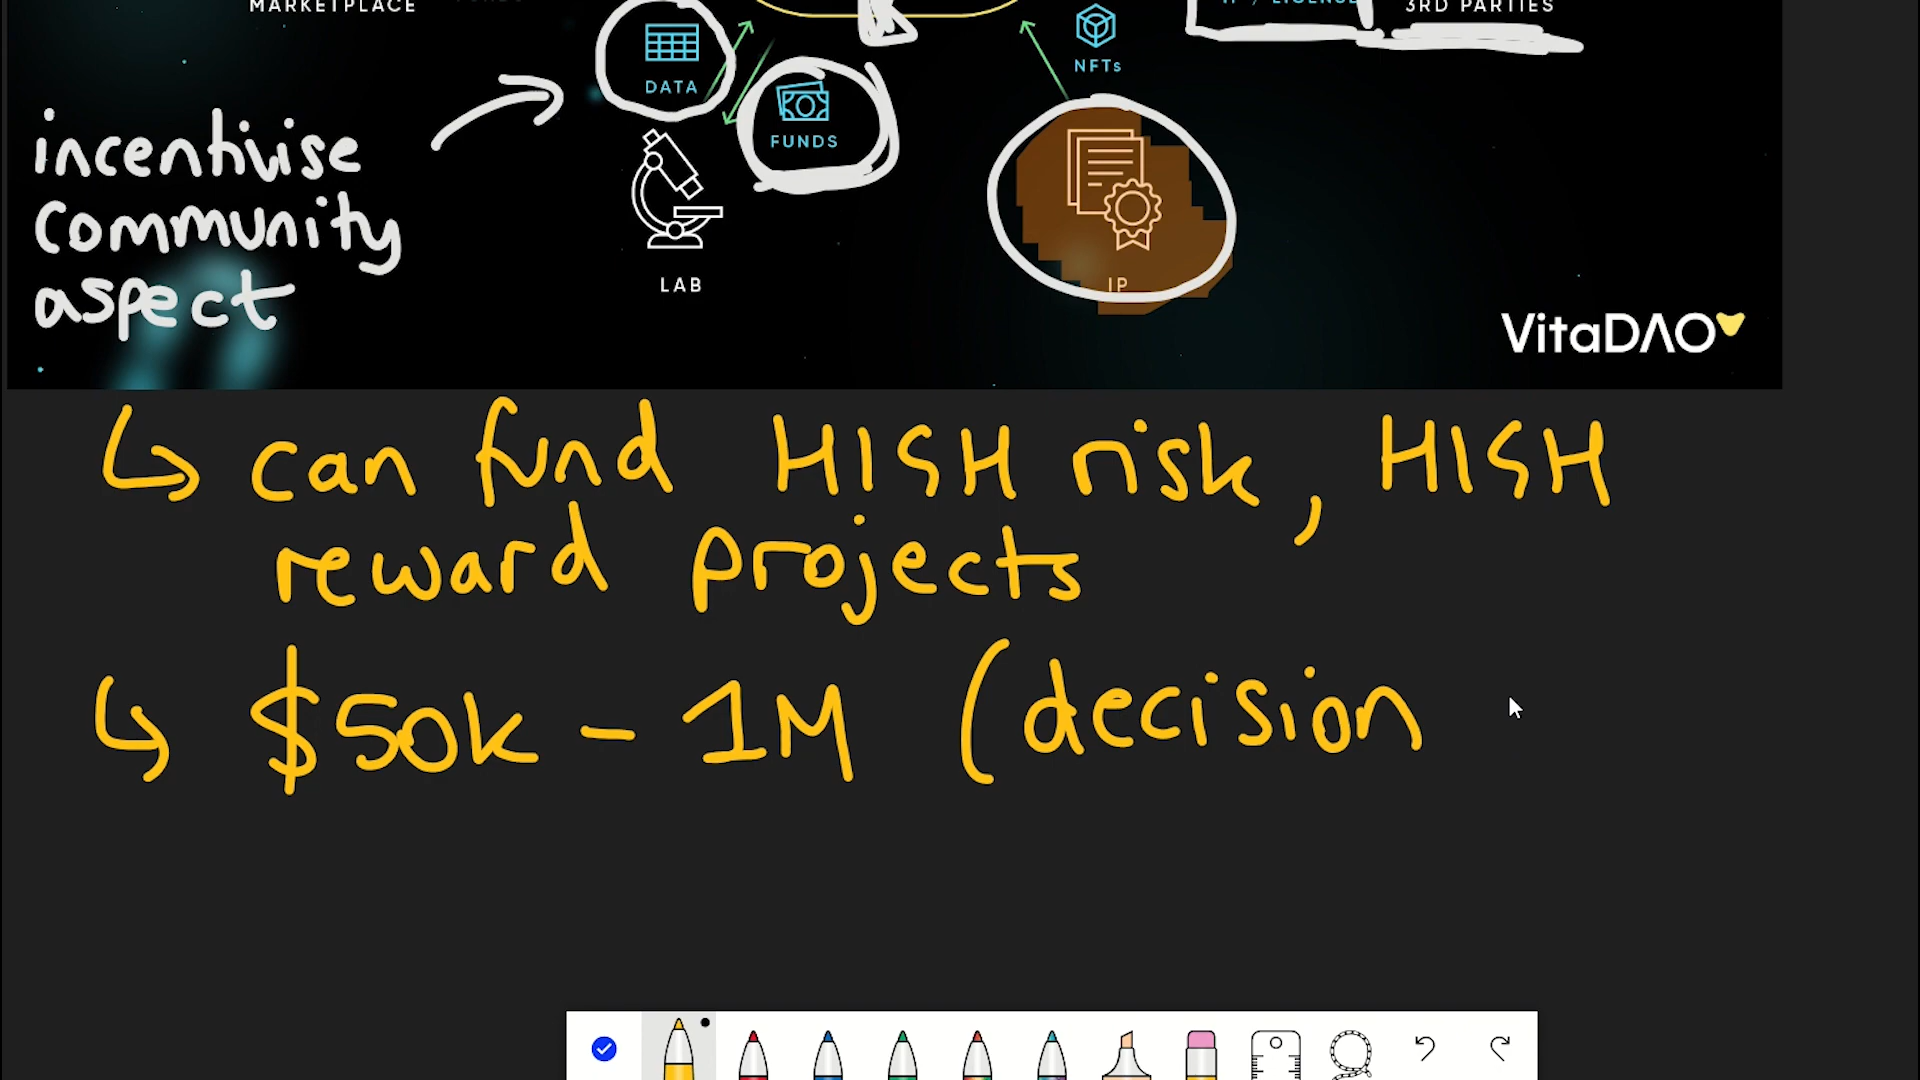 MARKETPLACE
3RD PARTIES
DATA
NFTs
FUNDS
incentivise
community
aspect
LAB
IP
VitaDAO
can fund HIGH risk, HIGH
reward projects
$50k - 1M (decision